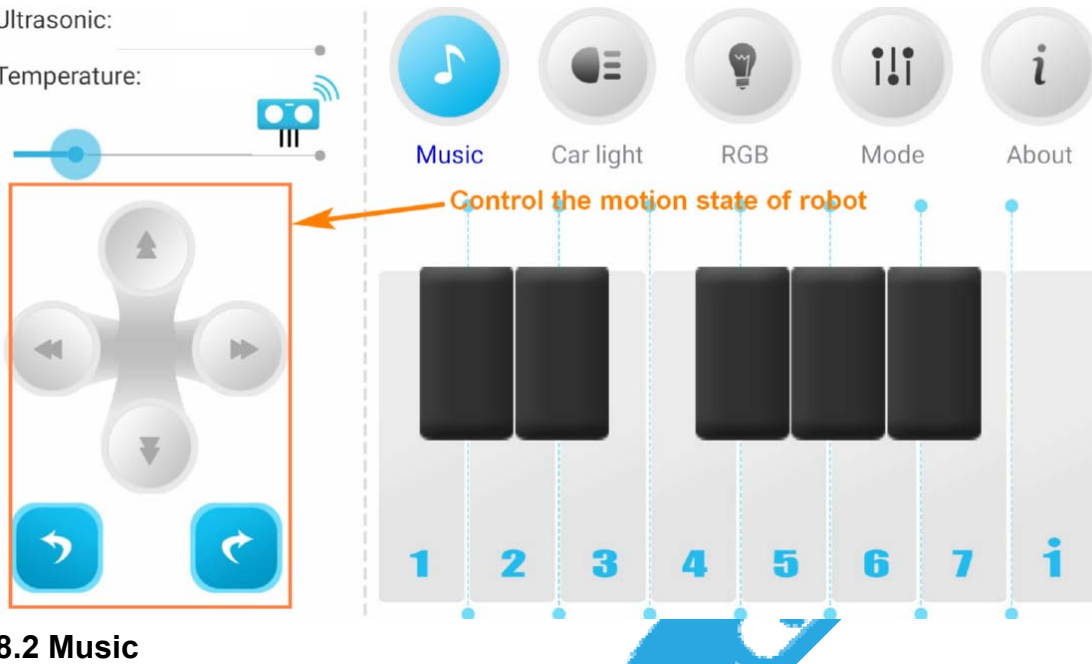 Ultrasonic:
Temperature:
Music Car light RGB Mode About
Control the motion state of robot
1 2 3 4 5 6 7 i
8.2 Music